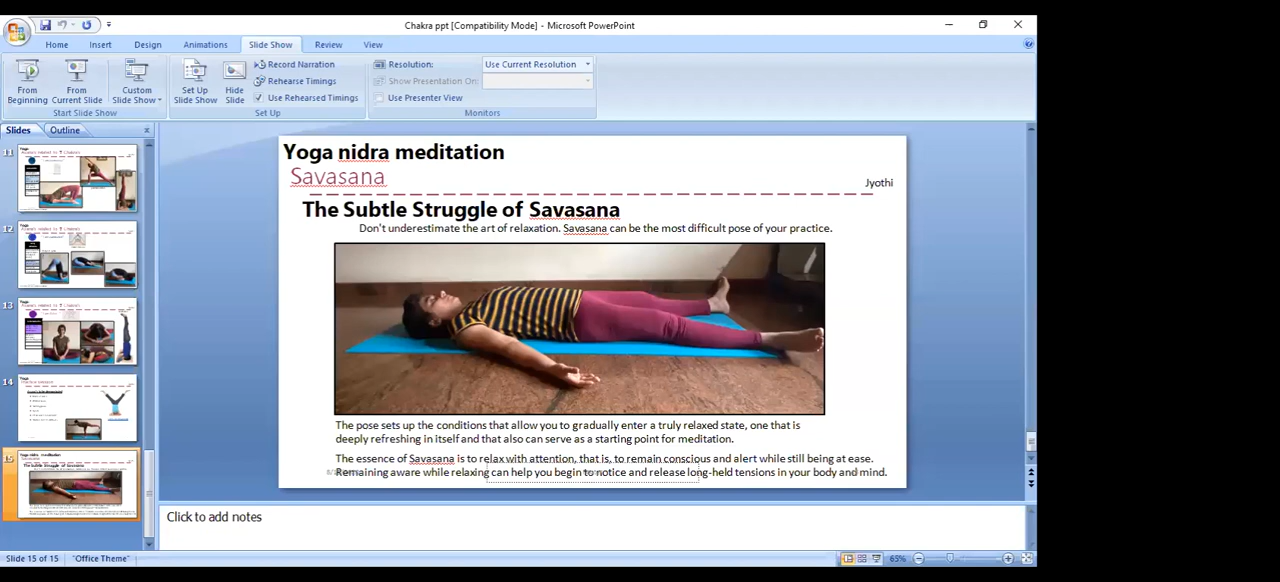 Chakra ppt [Compatibility Mode] - Microsoft PowerPoint
Home Insert Design Animations Slide Show Review View
From Beginning
From Current Slide
Custom Slide Show
Start Slide Show
Set Up Slide Show
Hide Slide
Record Narration
Rehearse Timings
Use Rehearsed Timings
Set Up
Resolution: Use Current Resolution
Show Presentation On:
Use Presenter View
Monitors
Slides Outline
11
12
13
14
15
Yoga nidra meditation
Savasana
Jyothi
The Subtle Struggle of Savasana
Don't underestimate the art of relaxation. Savasana can be the most difficult pose of your practice.
The pose sets up the conditions that allow you to gradually enter a truly relaxed state, one that is
deeply refreshing in itself and that also can serve as a starting point for meditation.
The essence of Savasana is to relax with attention, that is, to remain conscious and alert while still being at ease.
Remaining aware while relaxing can help you begin to notice and release long-held tensions in your body and mind.
Click to add notes
Slide 15 of 15 "Office Theme" 65%